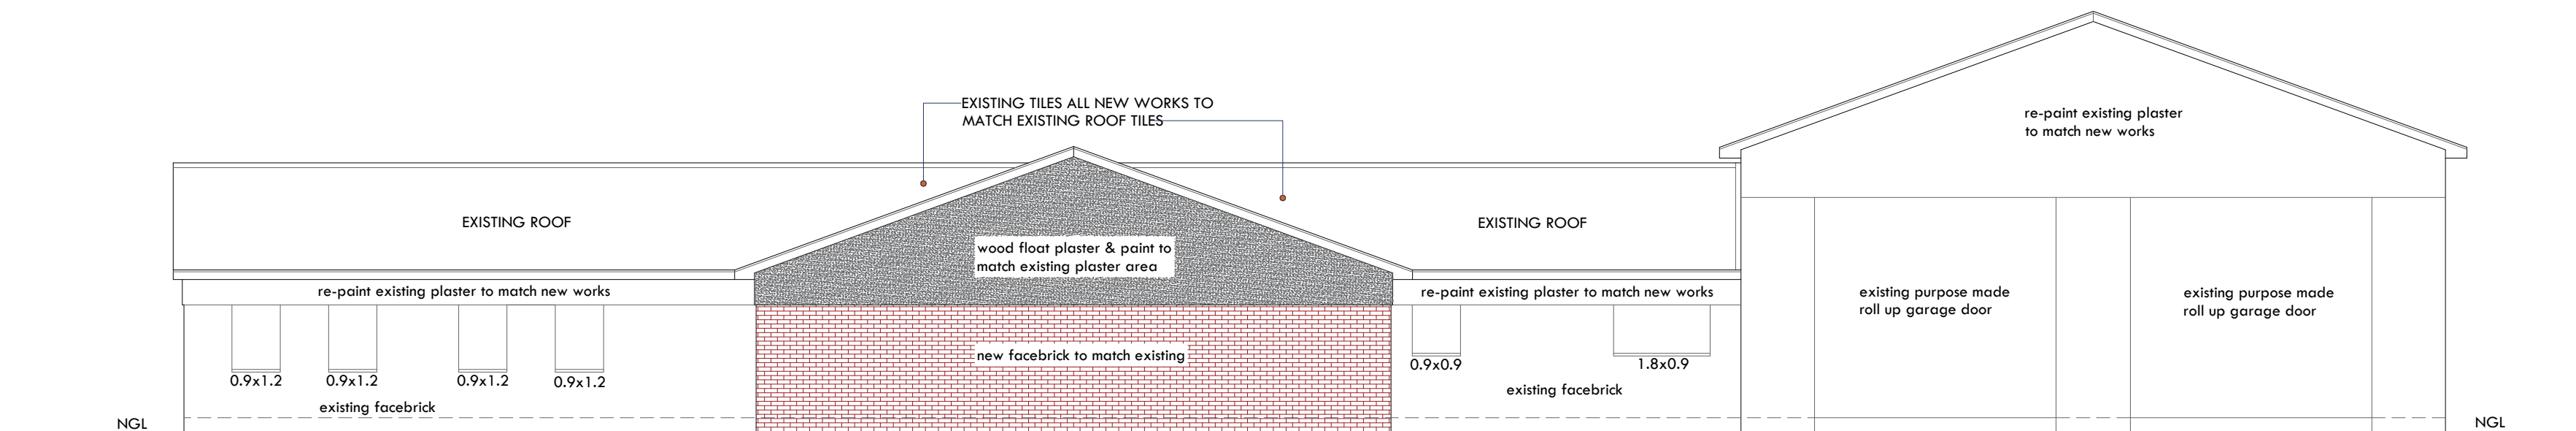 EXISTING TILES ALL NEW WORKS TO
MATCH EXISTING ROOF TILES
re-paint existing plaster
to match new works
EXISTING ROOF
EXISTING ROOF
wood float plaster & paint to
match existing plaster area
re-paint existing plaster to match new works
re-paint existing plaster to match new works
existing purpose made
roll up garage door
existing purpose made
roll up garage door
new facebrick to match existing
0.9x1.2
0.9x1.2
0.9x1.2
0.9x1.2
0.9x0.9
1.8x0.9
existing facebrick
existing facebrick
NGL
NGL